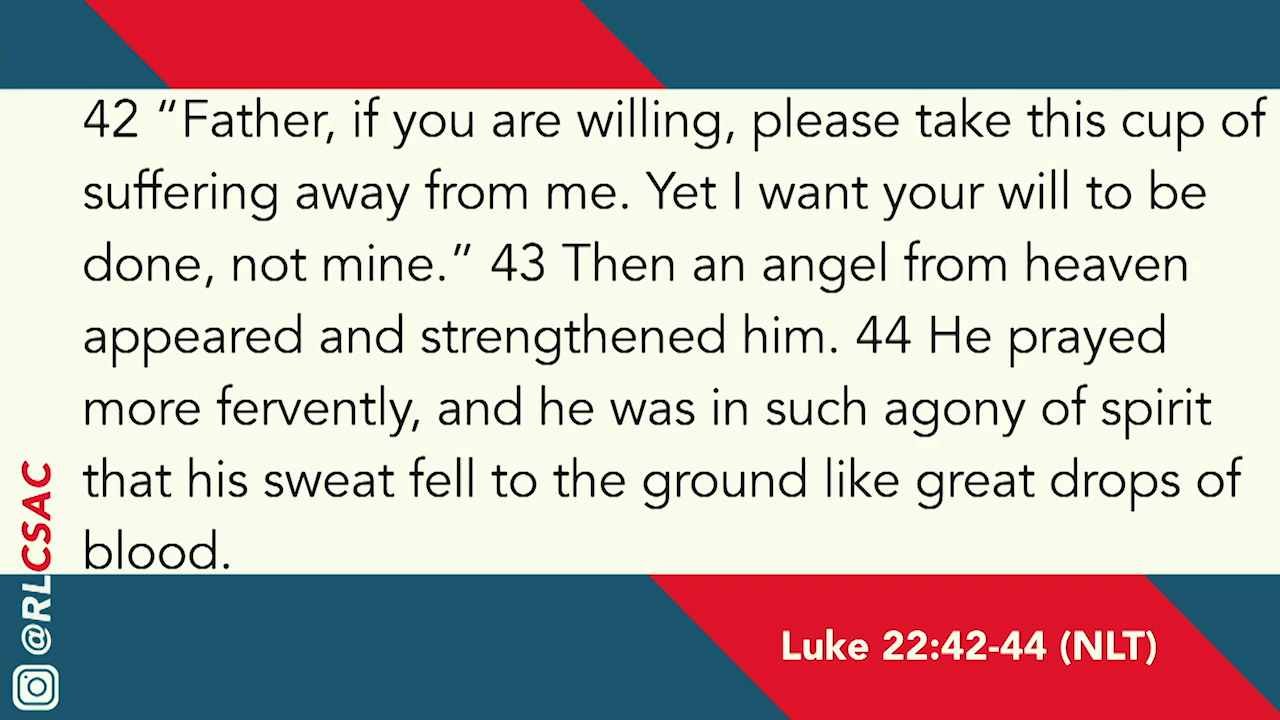 42 “Father, if you are willing, please take this cup of
suffering away from me. Yet I want your will to be
done, not mine.” 43 Then an angel from heaven
appeared and strengthened him. 44 He prayed
more fervently, and he was in such agony of spirit
that his sweat fell to the ground like great drops of
blood.
@RLCSAC
Luke 22:42-44 (NLT)